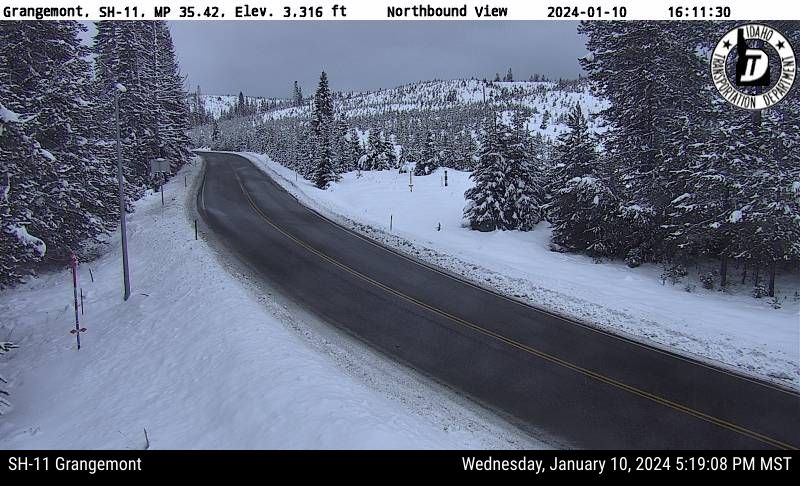 Grangemont, SH-11, MP 35.42, Elev. 3,316 ft Northbound View 2024-01-10 16:11:30
IDAHO
TRANSPORTATION DEPARTMENT
SH-11 Grangemont Wednesday, January 10, 2024 5:19:08 PM MST